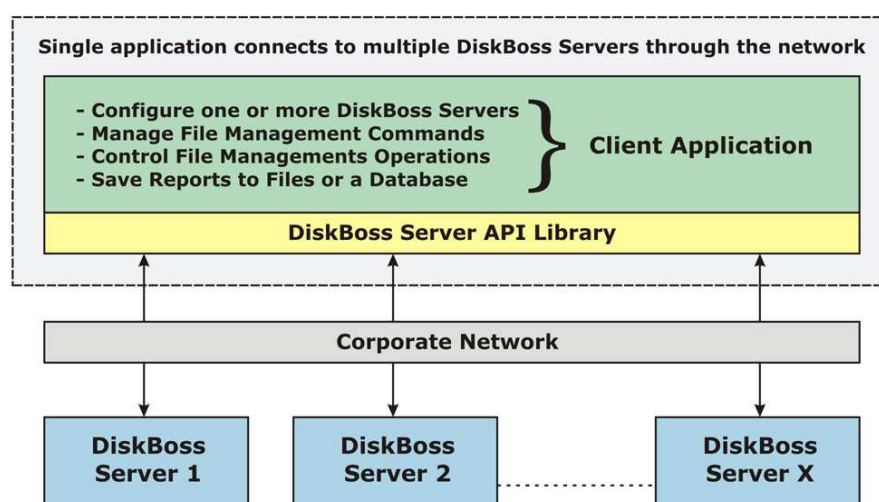 Single application connects to multiple DiskBoss Servers through the network
- Configure one or more DiskBoss Servers
- Manage File Management Commands
- Control File Managements Operations
- Save Reports to Files or a Database
} Client Application
DiskBoss Server API Library
Corporate Network
DiskBoss
Server 1
DiskBoss
Server 2
DiskBoss
Server X